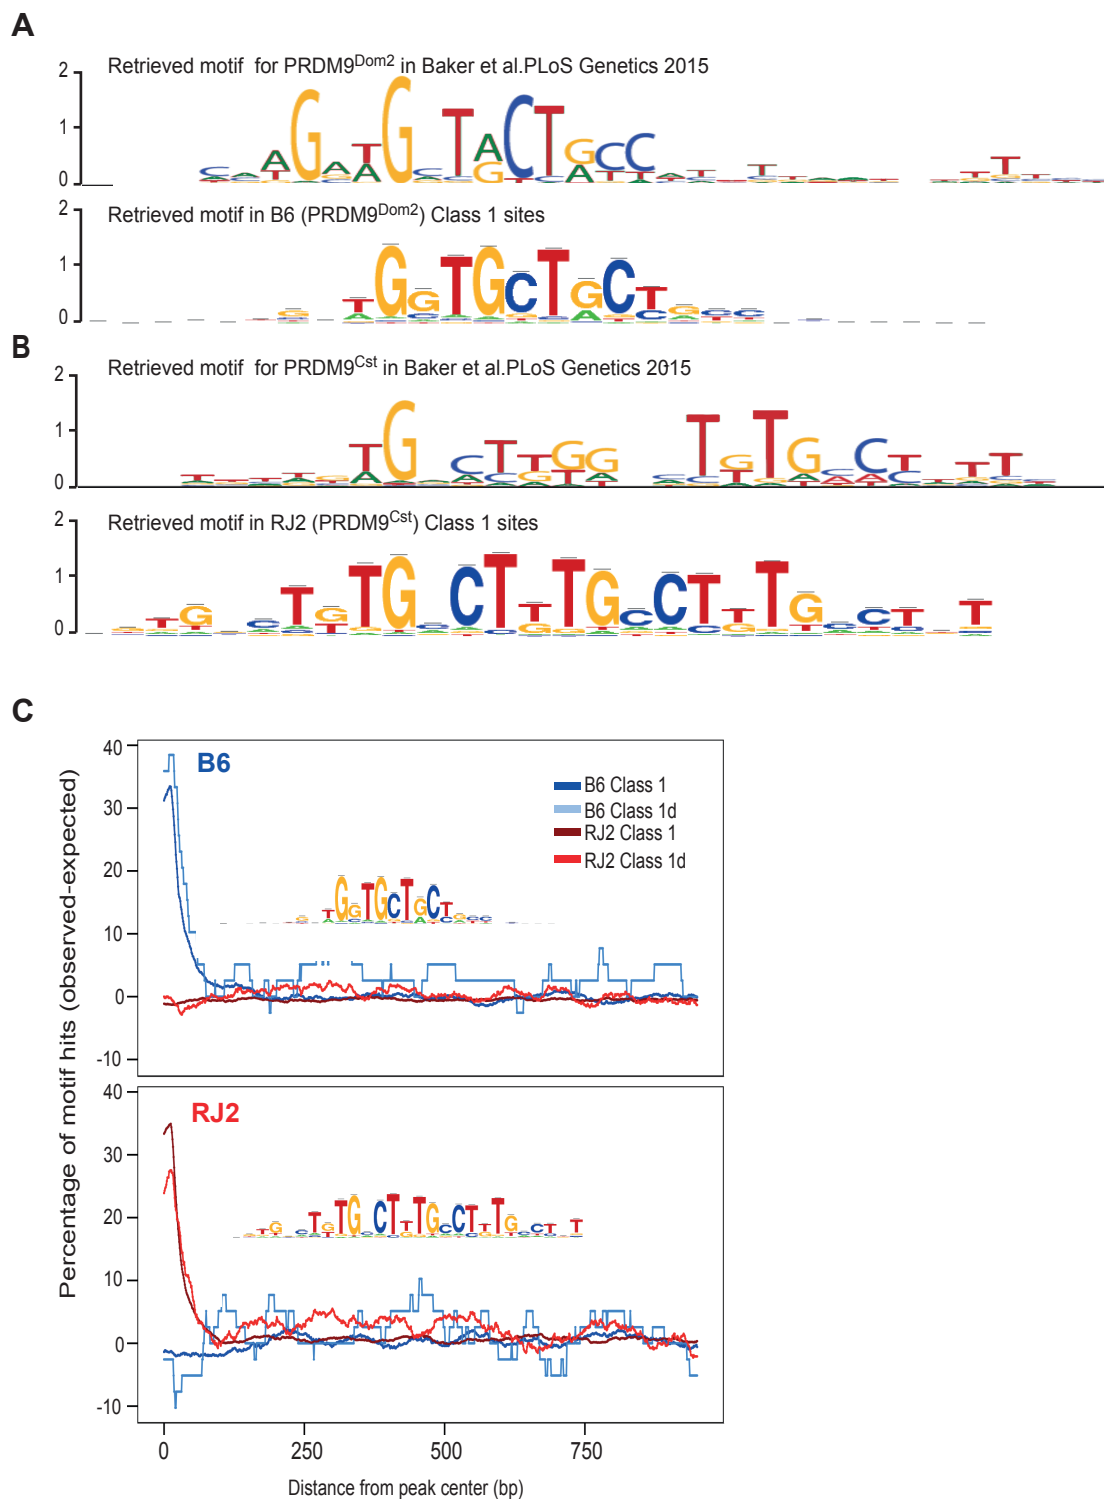 A
Retrieved motif for PRDM9Dom2 in Baker et al.PLoS Genetics 2015
2
1
0
Retrieved motif in B6 (PRDM9Dom2) Class 1 sites
2
1
0
B
Retrieved motif for PRDM9Cst in Baker et al.PLoS Genetics 2015
2
1
0
Retrieved motif in RJ2 (PRDM9Cst) Class 1 sites
2
1
0
C
Percentage of motif hits (observed-expected)
B6
B6 Class 1
B6 Class 1d
RJ2 Class 1
RJ2 Class 1d
40
30
20
10
0
-10
RJ2
40
30
20
10
0
-10
0 250 500 750
Distance from peak center (bp)